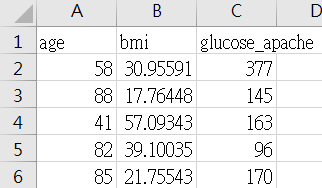 A B C D
1 age bmi glucose_apache
2 58 30.95591 377
3 88 17.76448 145
4 41 57.09343 163
5 82 39.10035 96
6 85 21.75543 170